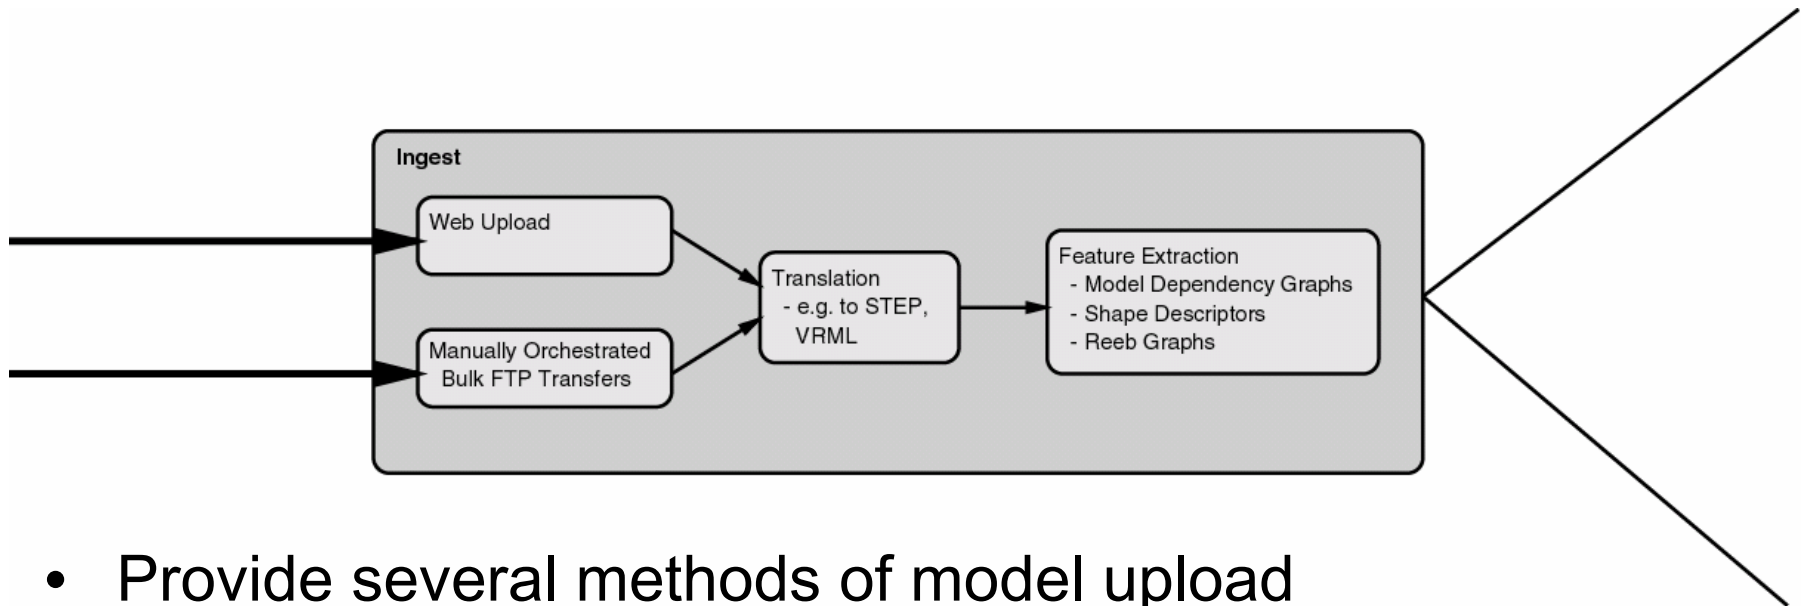 Ingest
Web Upload
Manually Orchestrated
Bulk FTP Transfers
Translation
- e.g. to STEP,
VRML
Feature Extraction
- Model Dependency Graphs
- Shape Descriptors
- Reeb Graphs
• Provide several methods of model upload